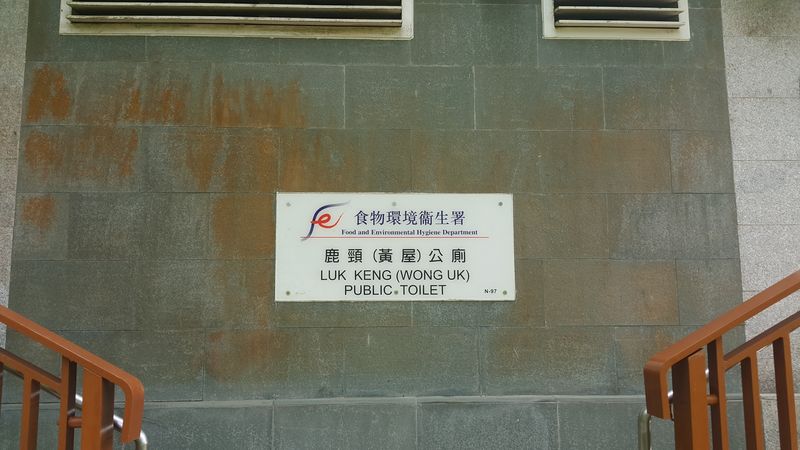 食物環境衞生署
Food and Environmental Hygiene Department
鹿頸(黃屋)公廁
LUK KENG (WONG UK)
PUBLIC TOILET
N-97